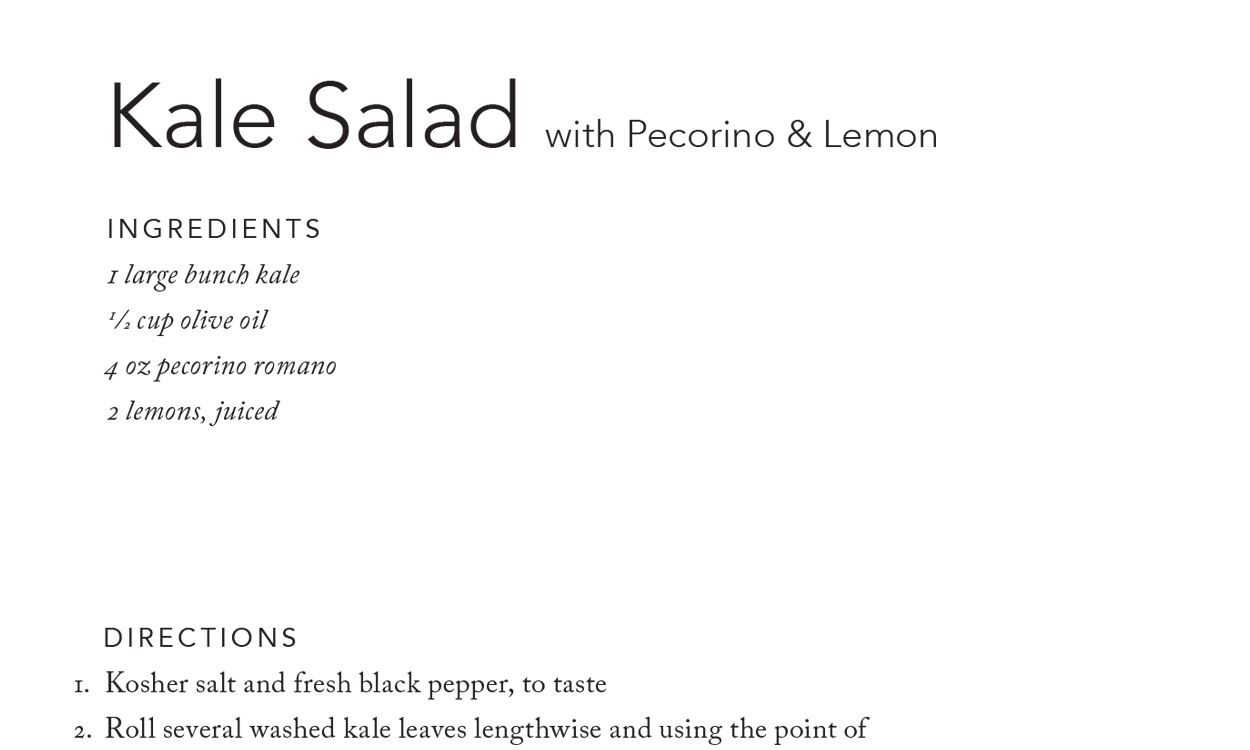 Kale Salad with Pecorino & Lemon
INGREDIENTS
1 large bunch kale
½ cup olive oil
4 oz pecorino romano
2 lemons, juiced
DIRECTIONS
1. Kosher salt and fresh black pepper, to taste
2. Roll several washed kale leaves lengthwise and using the point of